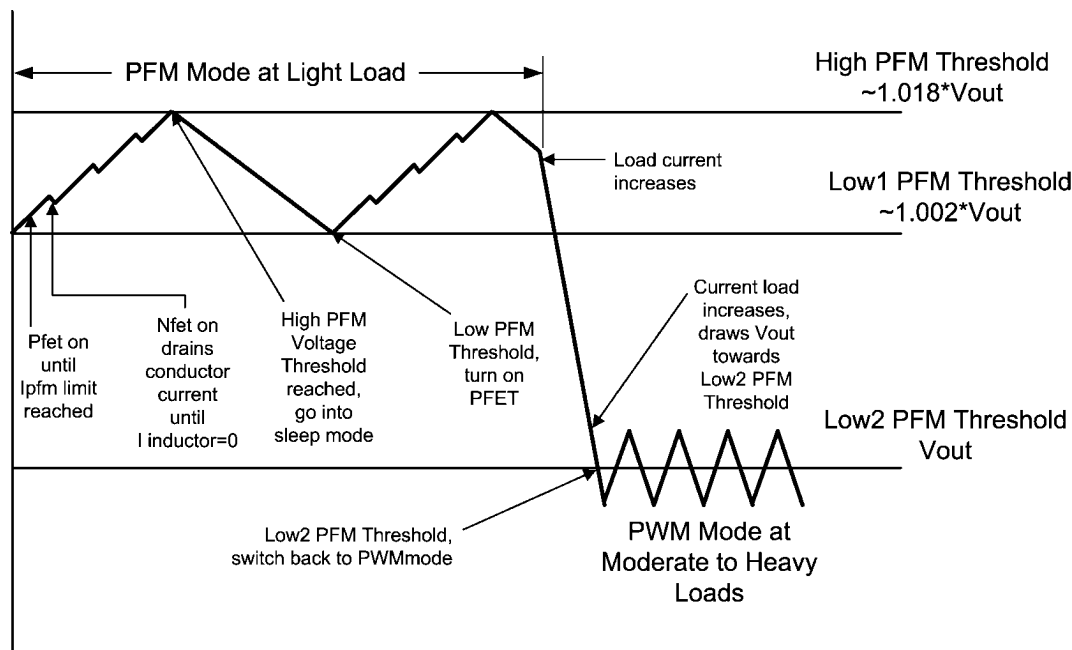 PFM Mode at Light Load
High PFM Threshold
~1.018*Vout
Load current
increases
Low1 PFM Threshold
~1.002*Vout
Pfet on
until
Ipfm limit
reached
Nfet on
drains
conductor
current
until
I inductor=0
High PFM
Voltage
Threshold
reached,
go into
sleep mode
Low PFM
Threshold,
turn on
PFET
Current load
increases,
draws Vout
towards
Low2 PFM
Threshold
Low2 PFM Threshold
Vout
Low2 PFM Threshold,
switch back to PWMmode
PWM Mode at
Moderate to Heavy
Loads